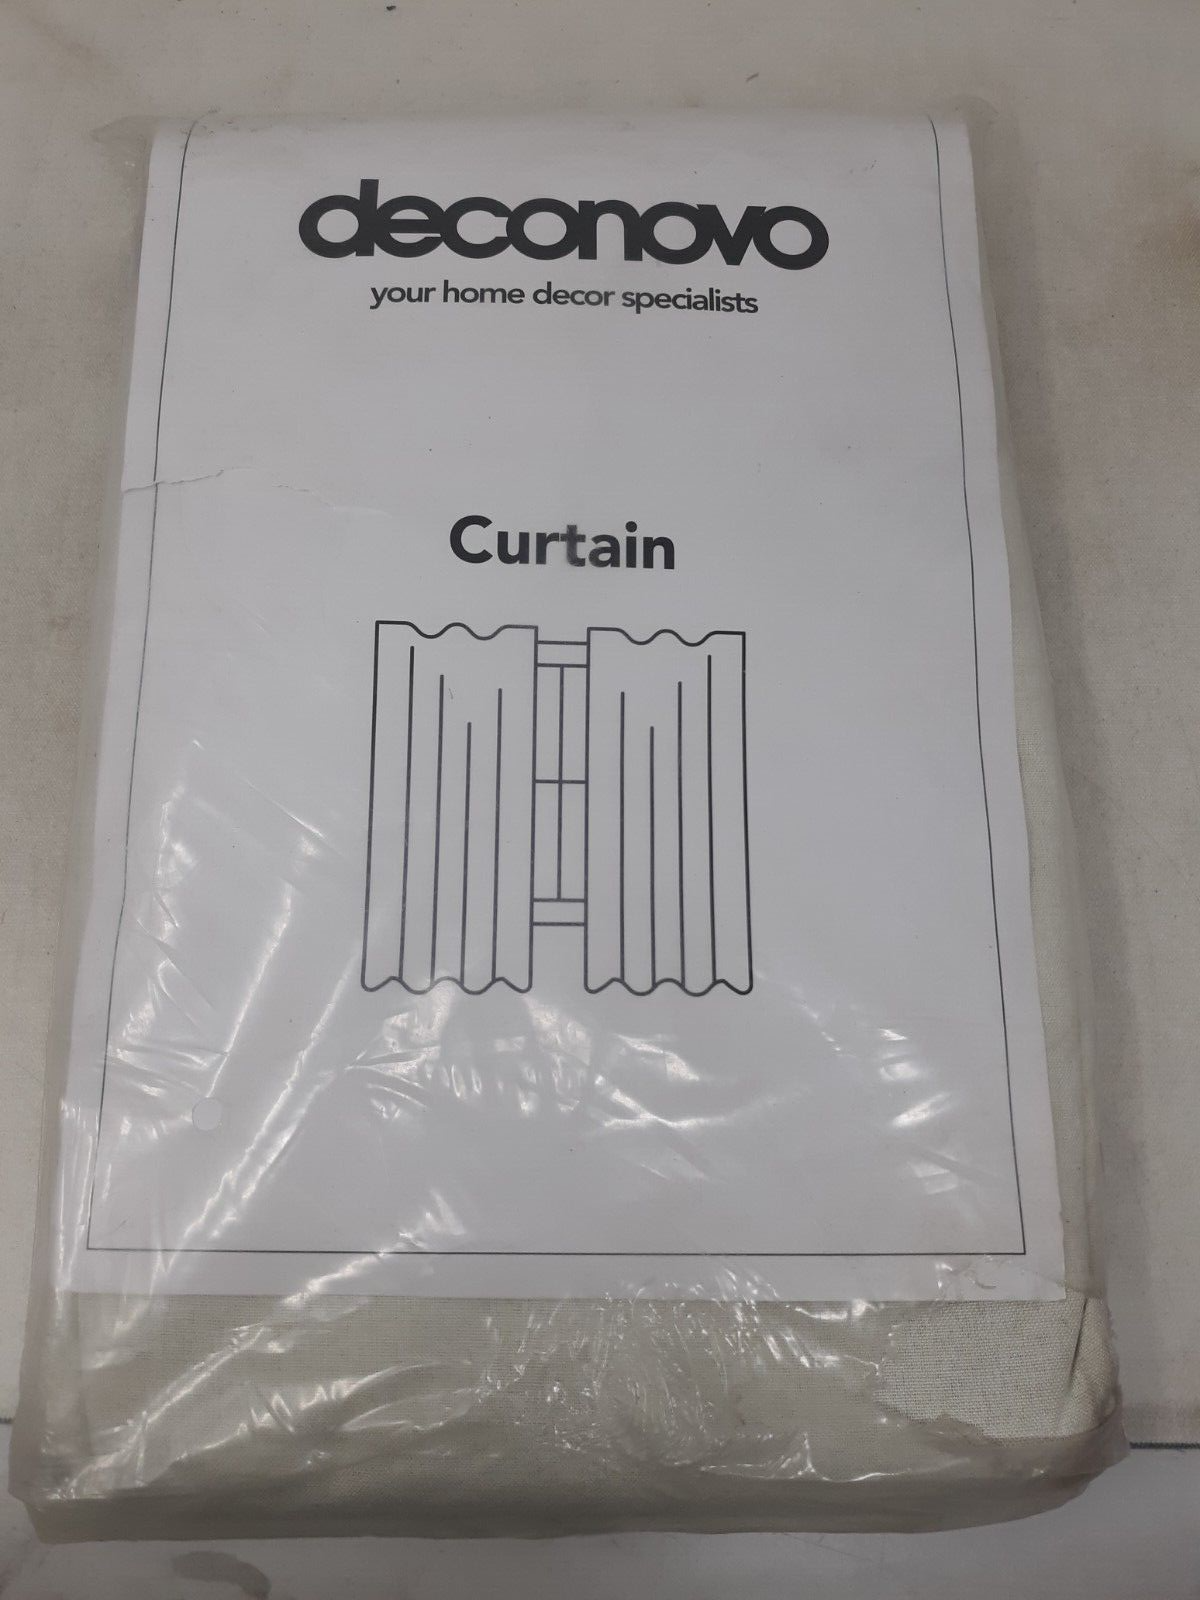 deconovo
your home decor specialists
Curtain